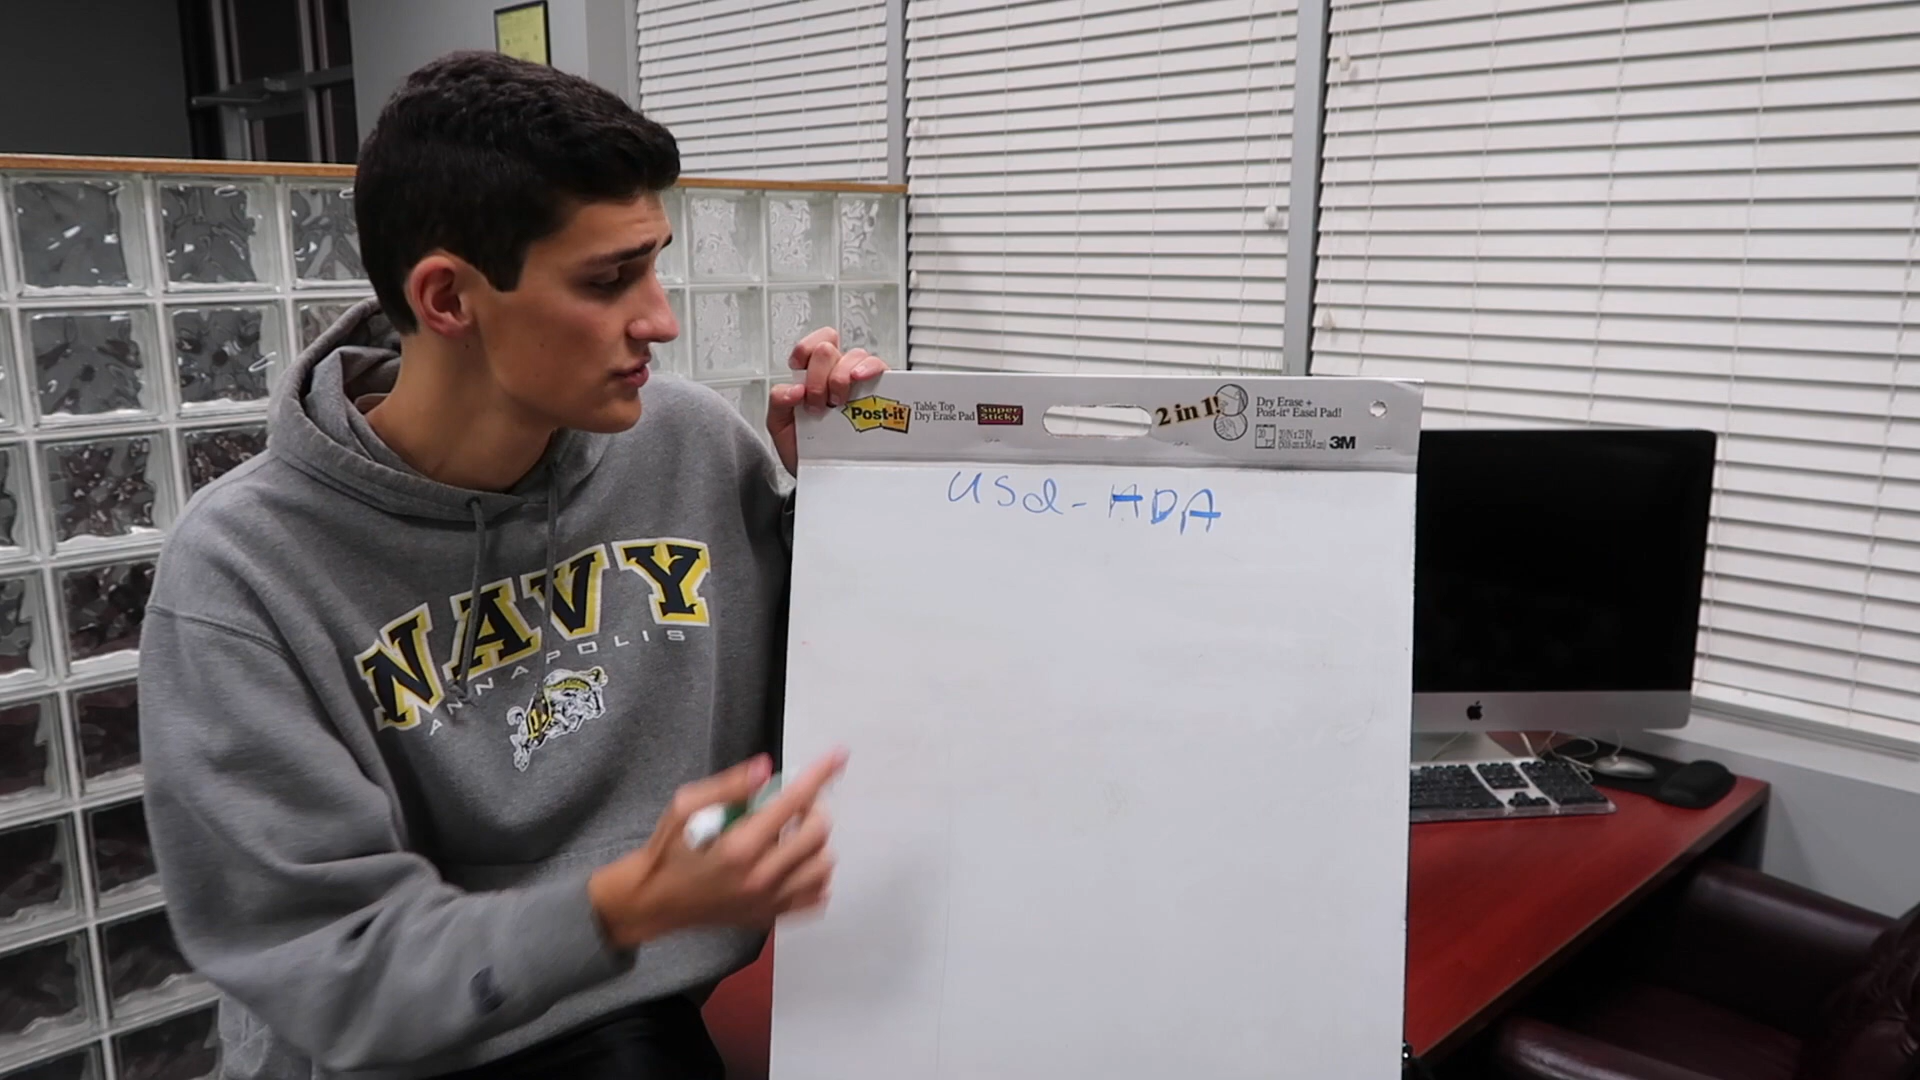 Post-it
Table Top
Dry Erase Pad
Super
Sticky
2 in 1!
Dry Erase +
Post-it® Easel Pad!
3M
USd-ADA
NAVY
ANNAPOLIS